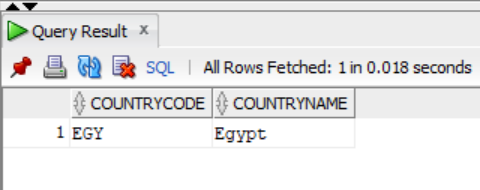 Query Result x
SQL | All Rows Fetched: 1 in 0.018 seconds
COUNTRYCODE COUNTRYNAME
1 EGY Egypt